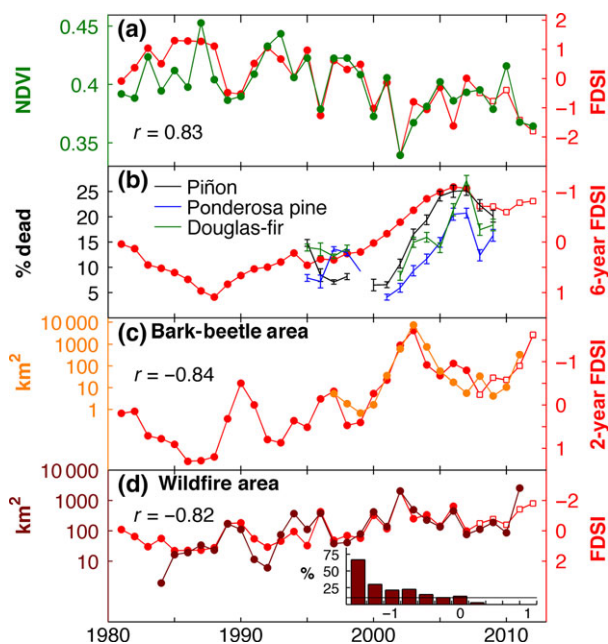 (a)
0.45
0.4
0.35
NDVI
2
1
0
−1
−2
FDSI
r = 0.83
(b)
Piñon
Ponderosa pine
Douglas-fir
25
20
15
10
5
% dead
−1
0
1
6-year FDSI
(c) Bark-beetle area
10 000
1000
100
10
1
km²
r = −0.84
−1
0
1
2-year FDSI
(d) Wildfire area
10 000
1000
100
10
km²
r = −0.82
−2
0
2
FDSI
%
75
50
25
−1 0 1
1980 1990 2000 2010